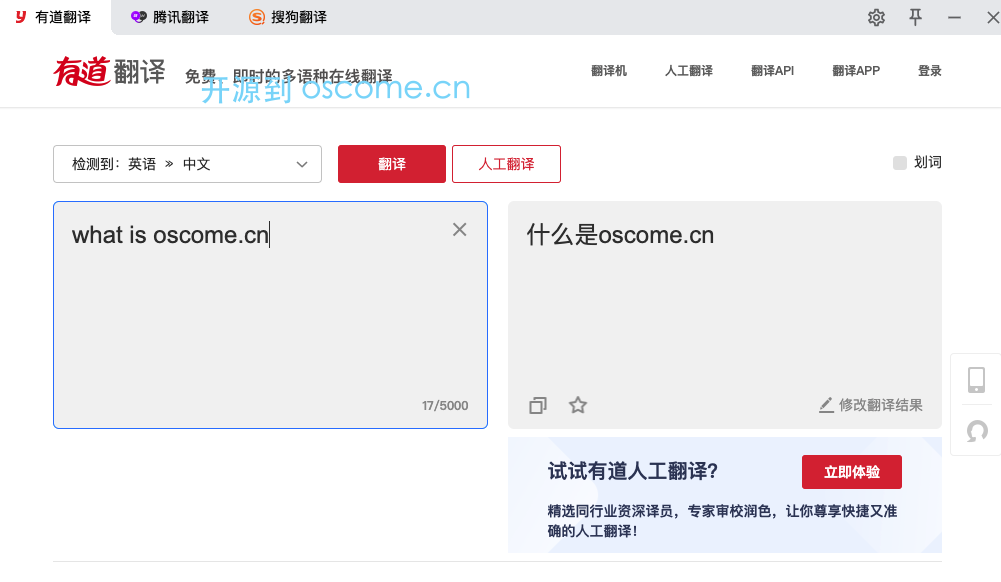 有道翻译 腾讯翻译 搜狗翻译
有道翻译 免费、即时的多语种在线翻译 翻译机 人工翻译 翻译API 翻译APP 登录
开源到 oscome.cn
检测到：英语 » 中文 翻译 人工翻译 划词
what is oscome.cn
17/5000
什么是oscome.cn
修改翻译结果
试试有道人工翻译？ 立即体验
精选同行业资深译员，专家审校润色，让你尊享快捷又准
确的人工翻译！